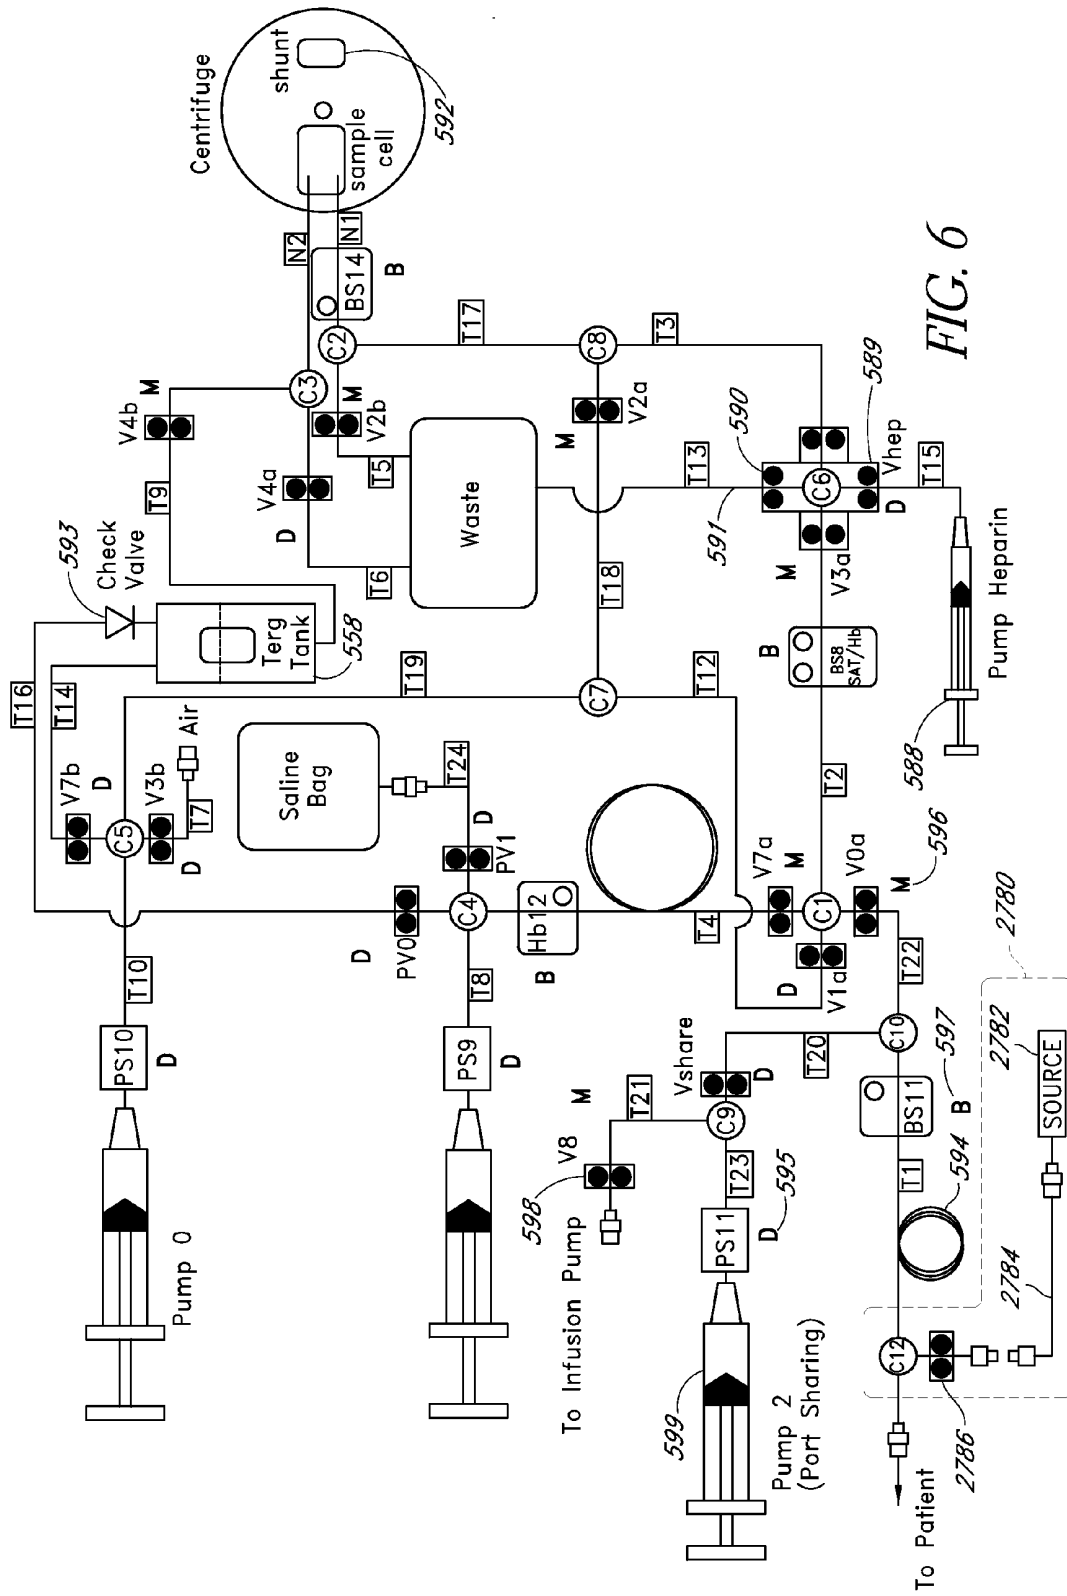 T16
T14
T10
PS10
D
Pump 0
V7b
D
C5
V3b
D
T7
Air
593
Check
Valve
T9
V4b
M
Terg
Tank
558
Centrifuge
shunt
592
sample
cell
N2
N1
BS14
B
C3
C2
V4a
D
M
V2b
T6
T5
Waste
T19
Saline
Bag
T24
D
PV1
PV0
D
C4
T8
PS9
D
Hb12
B
T17
C8
V2a
M
T18
C7
T3
T13
T12
591
590
589
C6
Vhep
D
T15
V3a
M
B
BS8
SAT/Hb
T2
Pump Heparin
588
T4
V7a
M
C1
V1a
D
V0a
M
596
T22
C10
T20
Vshare
D
C9
T21
M
V8
598
To Infusion Pump
T23
PS11
D
595
599
Pump 2
(Port Sharing)
BS11
B
597
T1
594
C12
To Patient
2786
2784
SOURCE
2782
2780
FIG. 6